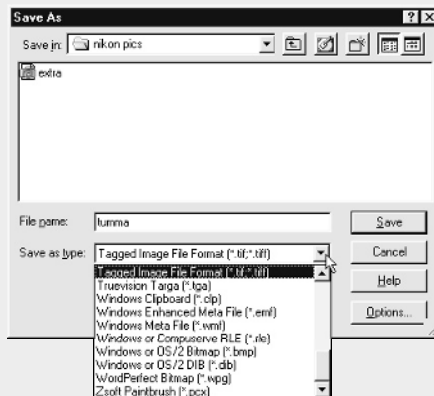 Save As
Save in: nikon pics
extra
File name: tumma
Save
Save as type: Tagged Image File Format (*.tif;*.tiff)
Cancel
Tagged Image File Format (*.tif;*.tiff)
Truevision Targa (*.tga)
Help
Windows Clipboard (*.clp)
Windows Enhanced Meta File (*.emf)
Options...
Windows Meta File (*.wmf)
Windows or Compuserve RLE (*.rle)
Windows or OS/2 Bitmap (*.bmp)
Windows or OS/2 DIB (*.dib)
WordPerfect Bitmap (*.wpg)
Zsoft Paintbrush (*.pcx)